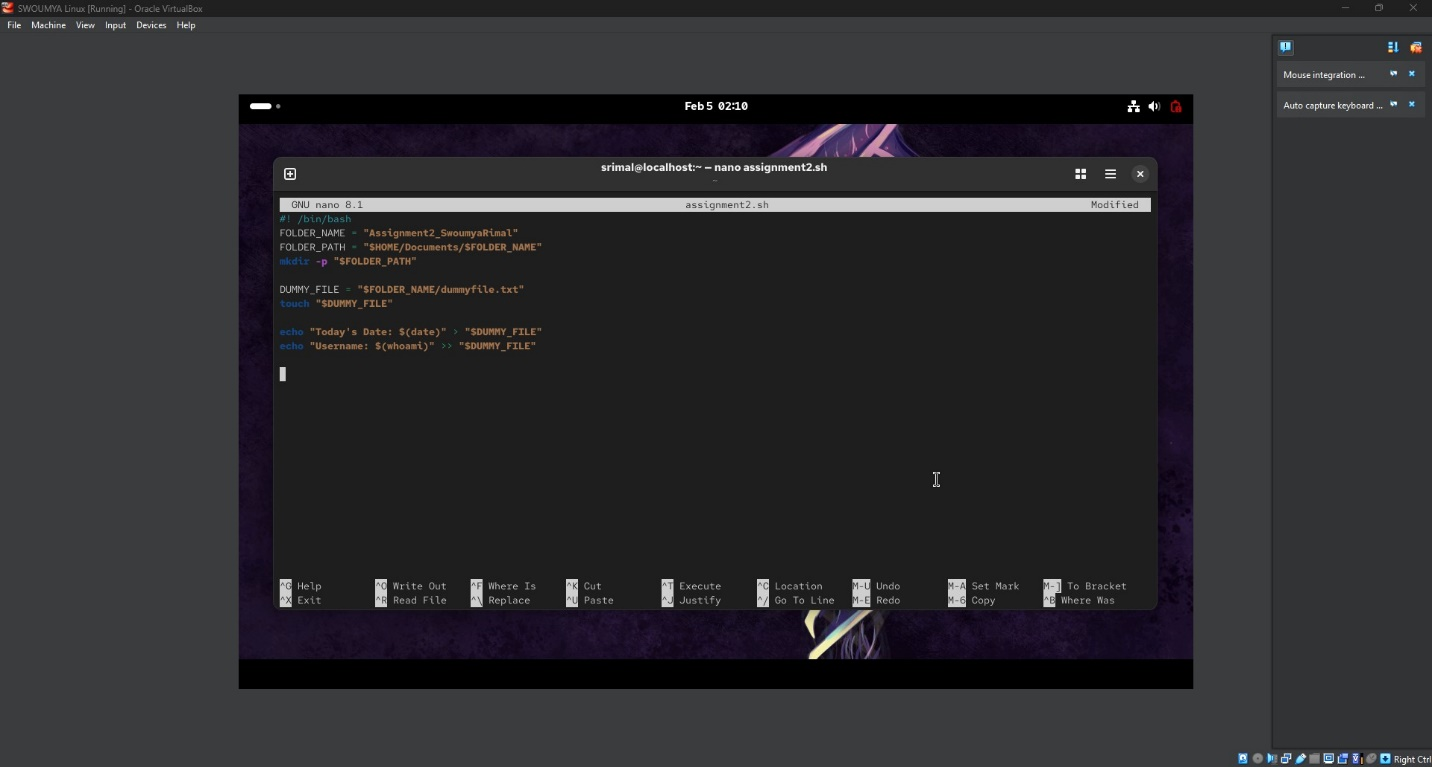 SWOUMYA Linux [Running] - Oracle VirtualBox
File Machine View Input Devices Help
Mouse integration ...
Auto capture keyboard ...
Feb 5 02:10
srimal@localhost:~ — nano assignment2.sh
GNU nano 8.1 assignment2.sh Modified
#! /bin/bash
FOLDER_NAME = "Assignment2_SwoumyaRimal"
FOLDER_PATH = "$HOME/Documents/$FOLDER_NAME"
mkdir -p "$FOLDER_PATH"
DUMMY_FILE = "$FOLDER_NAME/dummyfile.txt"
touch "$DUMMY_FILE"
echo "Today's Date: $(date)" > "$DUMMY_FILE"
echo "Username: $(whoami)" >> "$DUMMY_FILE"
^G Help ^O Write Out ^F Where Is ^K Cut ^T Execute ^C Location M-U Undo M-A Set Mark M-] To Bracket
^X Exit ^R Read File ^\ Replace ^U Paste ^J Justify ^/ Go To Line M-E Redo M-6 Copy ^B Where Was
Right Ctrl